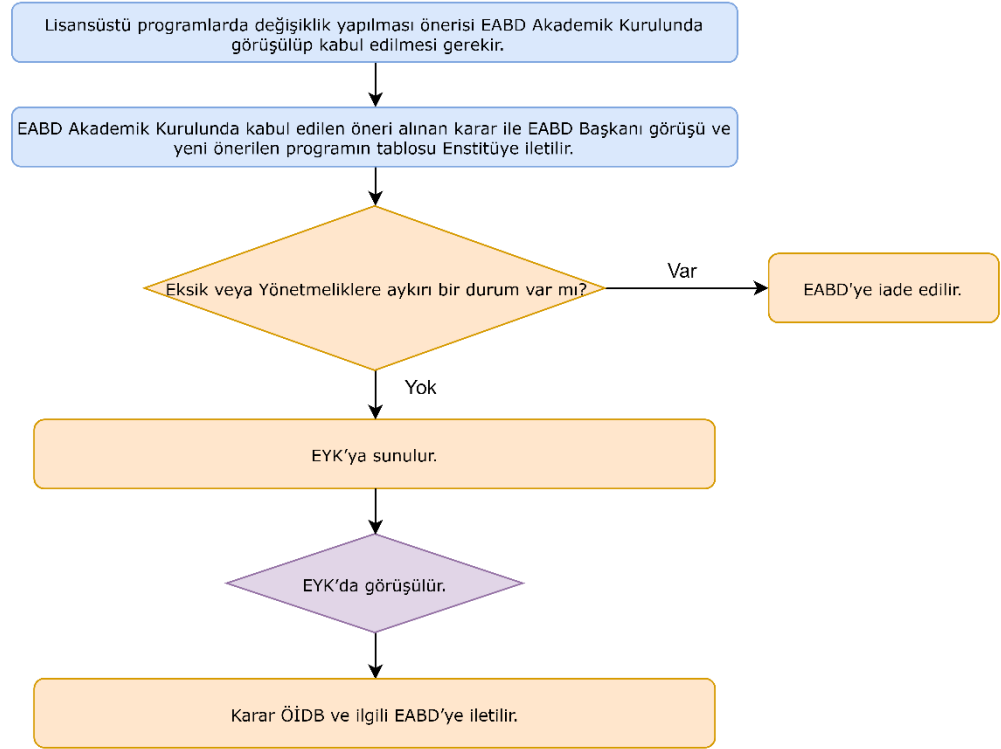 Lisansüstü programlarda değişiklik yapılması önerisi EABD Akademik Kurulunda
görüşülüp kabul edilmesi gerekir.
EABD Akademik Kurulunda kabul edilen öneri alınan karar ile EABD Başkanı görüşü ve
yeni önerilen programın tablosu Enstitüye iletilir.
Eksik veya Yönetmeliklere aykırı bir durum var mı?
Var
EABD’ye iade edilir.
Yok
EYK’ya sunulur.
EYK’da görüşülür.
Karar ÖİDB ve ilgili EABD’ye iletilir.